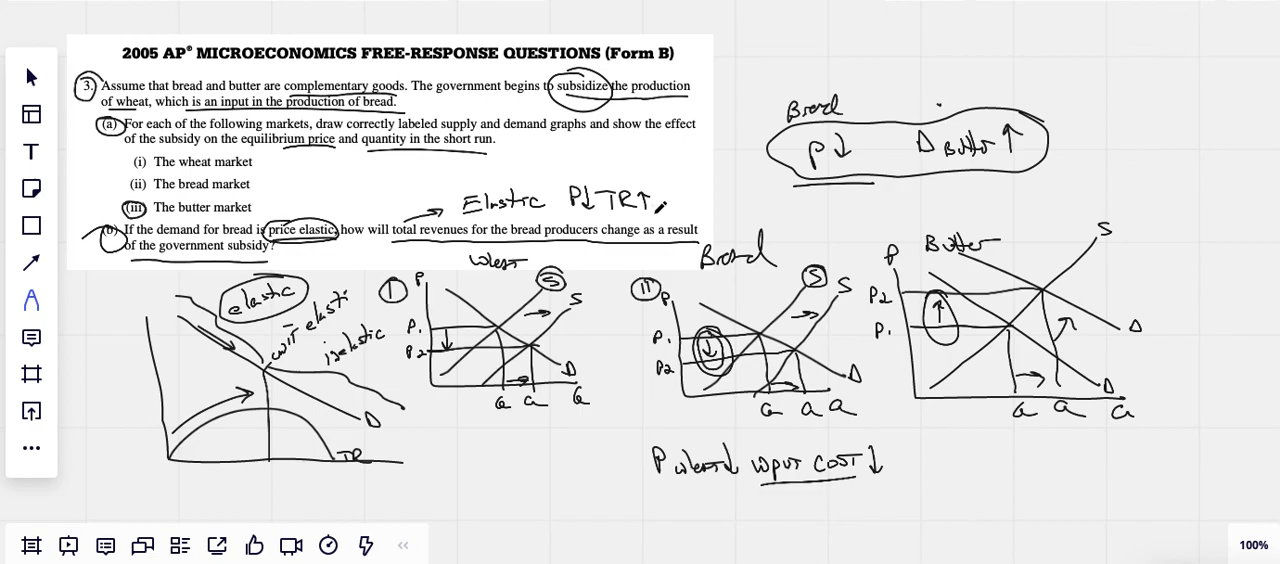 2005 AP® MICROECONOMICS FREE-RESPONSE QUESTIONS (Form B)
3. Assume that bread and butter are complementary goods. The government begins to subsidize the production
of wheat, which is an input in the production of bread.
(a) For each of the following markets, draw correctly labeled supply and demand graphs and show the effect
of the subsidy on the equilibrium price and quantity in the short run.
(i) The wheat market
(ii) The bread market
(iii) The butter market
Elastic P↓ TR↑
(b) If the demand for bread is price elastic, how will total revenues for the bread producers change as a result
of the government subsidy?
Bread
P↓ D Butter ↑
elastic
unit elastic
inelastic
D
TR
I
Wheat
P
S
S
P1
P2
D
Q Q Q
II
Bread
P
S
S
P1
P2
D
Q Q Q
Butter
P
S
P2
P1
D
D
Q Q Q
P wheat↓ input cost↓
T
100%